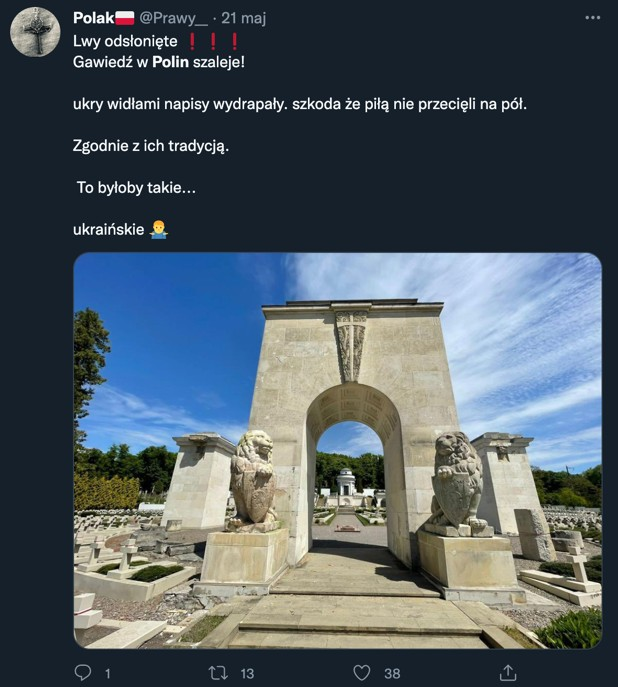 Polak🇵🇱 @Prawy__ · 21 maj
Lwy odsłonięte ❗❗❗
Gawiedź w Polin szaleje!
ukry widłami napisy wydrapały. szkoda że piłą nie przecięli na pół.
Zgodnie z ich tradycją.
To byłoby takie...
ukraińskie 🤷‍♂️
1 13 38